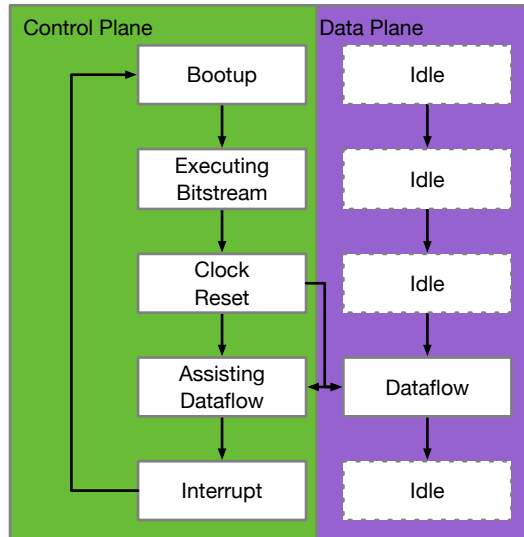 Control Plane
Data Plane
Bootup
Idle
Executing
Bitstream
Idle
Clock
Reset
Idle
Assisting
Dataflow
Dataflow
Interrupt
Idle